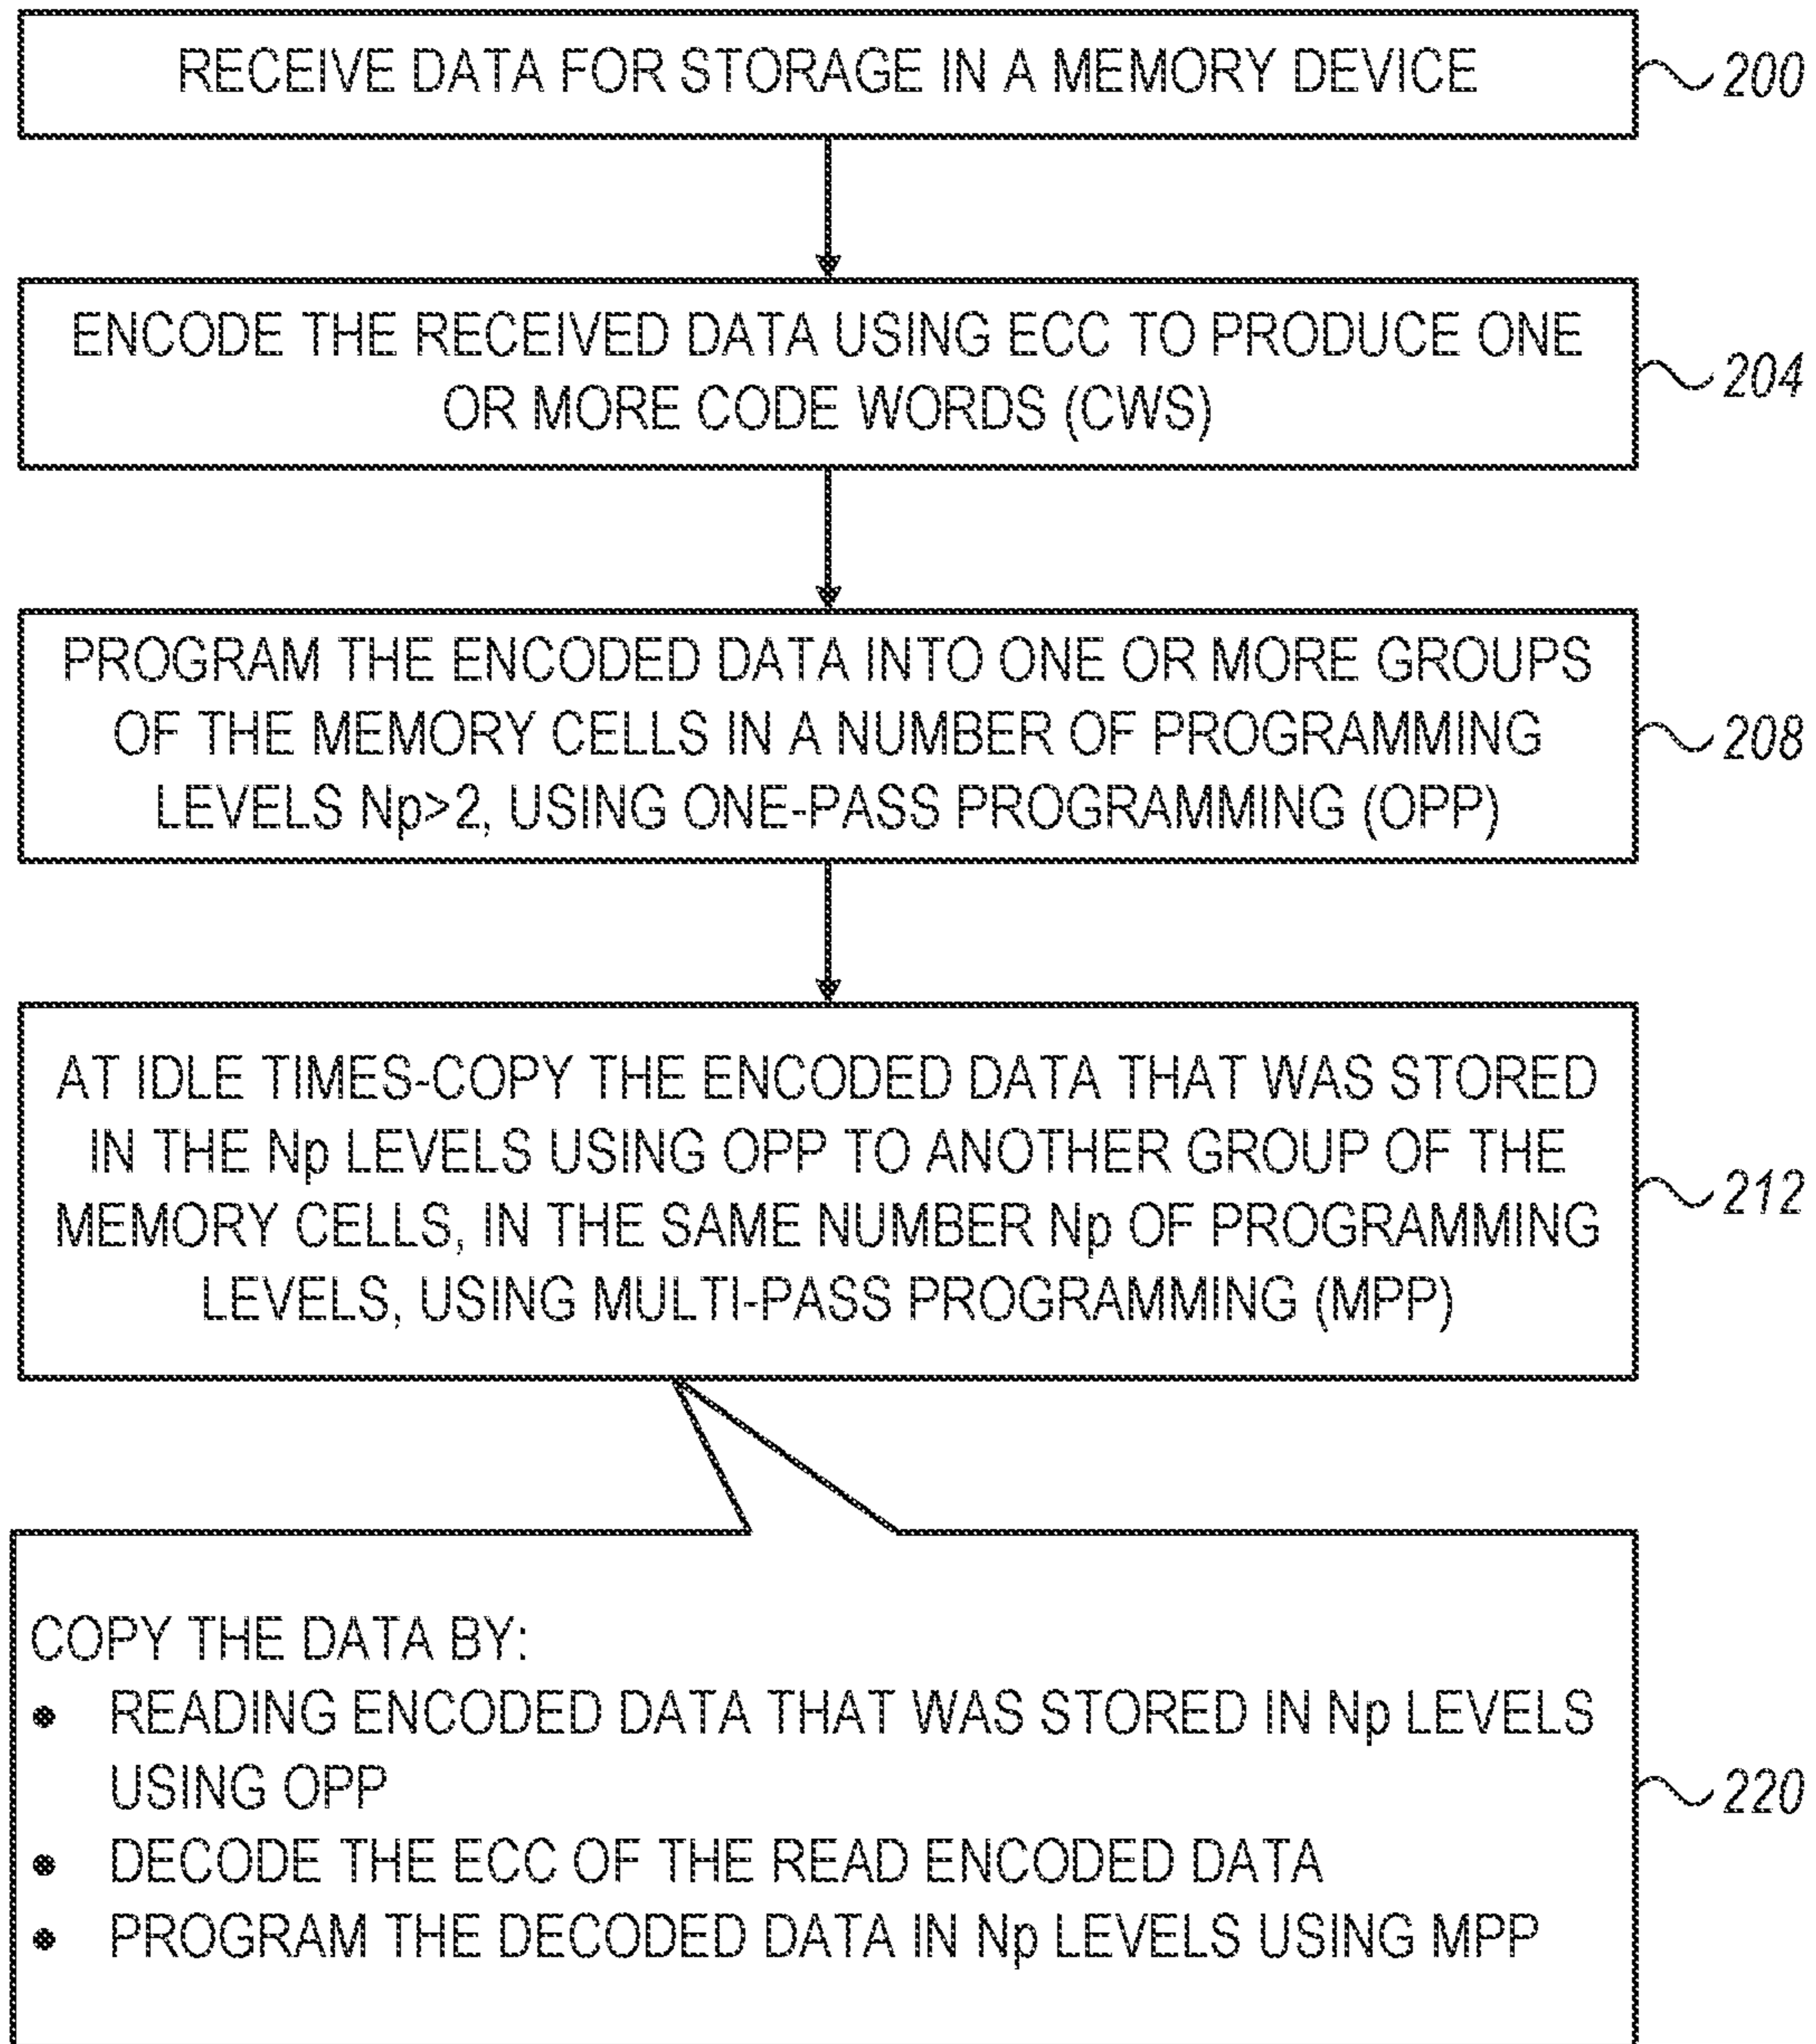 RECEIVE DATA FOR STORAGE IN A MEMORY DEVICE
200
ENCODE THE RECEIVED DATA USING ECC TO PRODUCE ONE
OR MORE CODE WORDS (CWS)
204
PROGRAM THE ENCODED DATA INTO ONE OR MORE GROUPS
OF THE MEMORY CELLS IN A NUMBER OF PROGRAMMING
LEVELS Np>2, USING ONE-PASS PROGRAMMING (OPP)
208
AT IDLE TIMES-COPY THE ENCODED DATA THAT WAS STORED
IN THE Np LEVELS USING OPP TO ANOTHER GROUP OF THE
MEMORY CELLS, IN THE SAME NUMBER Np OF PROGRAMMING
LEVELS, USING MULTI-PASS PROGRAMMING (MPP)
212
COPY THE DATA BY:
• READING ENCODED DATA THAT WAS STORED IN Np LEVELS
USING OPP
• DECODE THE ECC OF THE READ ENCODED DATA
• PROGRAM THE DECODED DATA IN Np LEVELS USING MPP
220